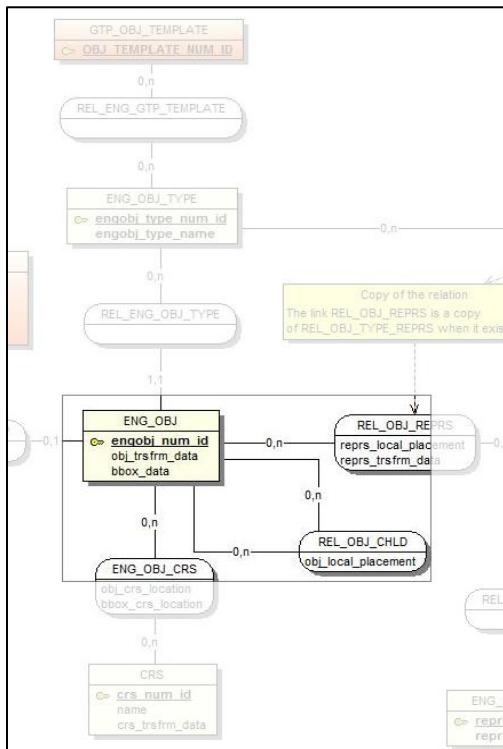 GTP_OBJ_TEMPLATE
OBJ_TEMPLATE_NUM_ID
0,n
REL_ENG_GTP_TEMPLATE
0,n
ENG_OBJ_TYPE
engobj_type_num_id
engobj_type_name
0,n
0,n
Copy of the relation
The link REL_OBJ_REPRS is a copy
of REL_OBJ_TYPE_REPRS when it exis
REL_ENG_OBJ_TYPE
1,1
ENG_OBJ
engobj_num_id
obj_trsfrm_data
bbox_data
0,1
0,n
REL_OBJ_REPRS
reprs_local_placement
reprs_trsfrm_data
0,n
0,n
0,n
0,n
REL_OBJ_CHLD
obj_local_placement
ENG_OBJ_CRS
obj_crs_location
bbox_crs_location
REL
0,n
CRS
crs_num_id
name
crs_trsfrm_data
ENG_
repr
repr